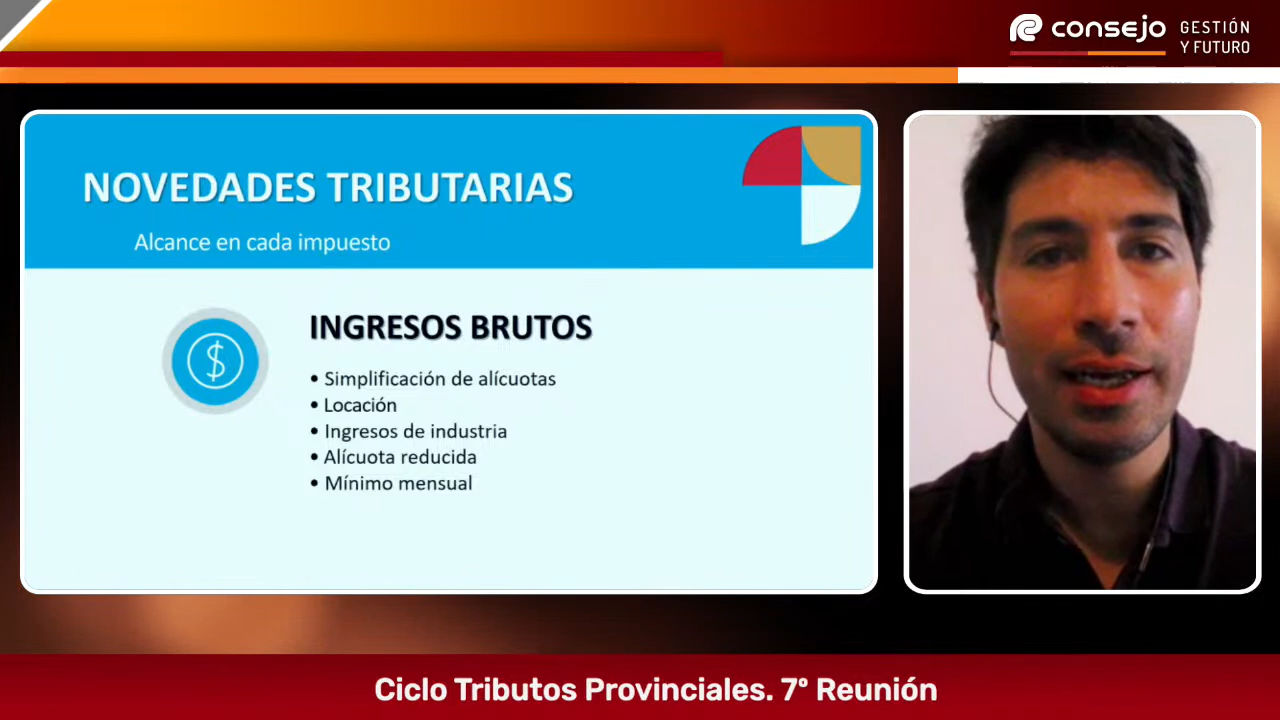 consejo
GESTIÓN
Y FUTURO
NOVEDADES TRIBUTARIAS
Alcance en cada impuesto
$
INGRESOS BRUTOS
• Simplificación de alícuotas
• Locación
• Ingresos de industria
• Alícuota reducida
• Mínimo mensual
Ciclo Tributos Provinciales. 7º Reunión